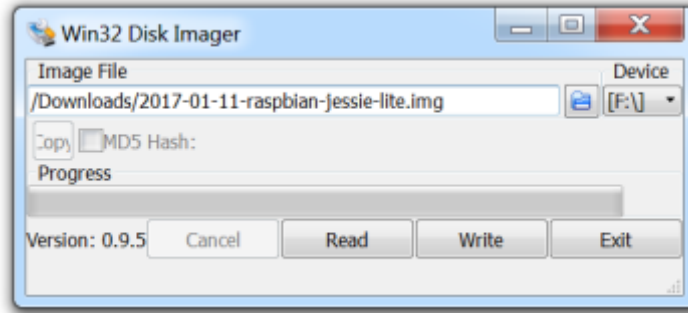 Win32 Disk Imager
Image File Device
/Downloads/2017-01-11-raspbian-jessie-lite.img [F:\]
Copy MD5 Hash:
Progress
Version: 0.9.5 Cancel Read Write Exit